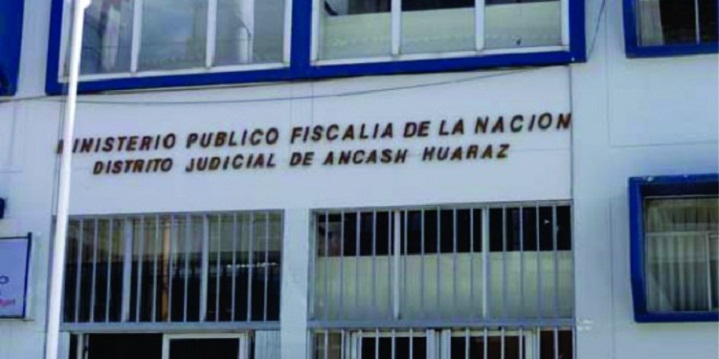 MINISTERIO PUBLICO FISCALIA DE LA NACION
DISTRITO JUDICIAL DE ANCASH HUARAZ